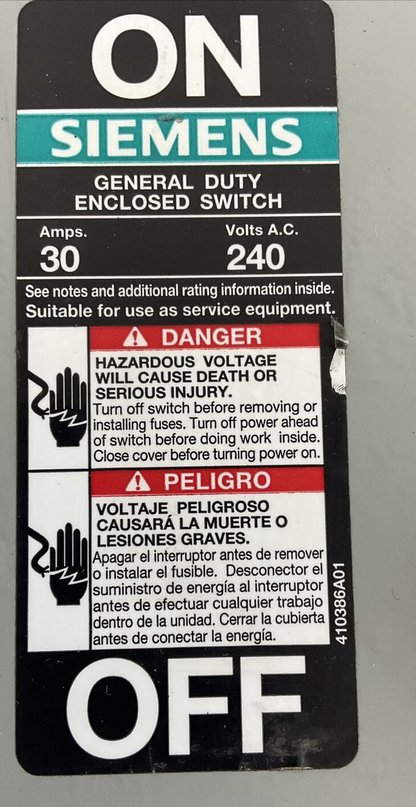 ON
SIEMENS
GENERAL DUTY
ENCLOSED SWITCH
Amps. Volts A.C.
30 240
See notes and additional rating information inside.
Suitable for use as service equipment.
DANGER
HAZARDOUS VOLTAGE
WILL CAUSE DEATH OR
SERIOUS INJURY.
Turn off switch before removing or
installing fuses. Turn off power ahead
of switch before doing work inside.
Close cover before turning power on.
PELIGRO
VOLTAJE PELIGROSO
CAUSARÁ LA MUERTE O
LESIONES GRAVES.
Apagar el interruptor antes de remover
o instalar el fusible. Desconector el
suministro de energía al interruptor
antes de efectuar cualquier trabajo
dentro de la unidad. Cerrar la cubierta
antes de conectar la energía.
410386A01
OFF